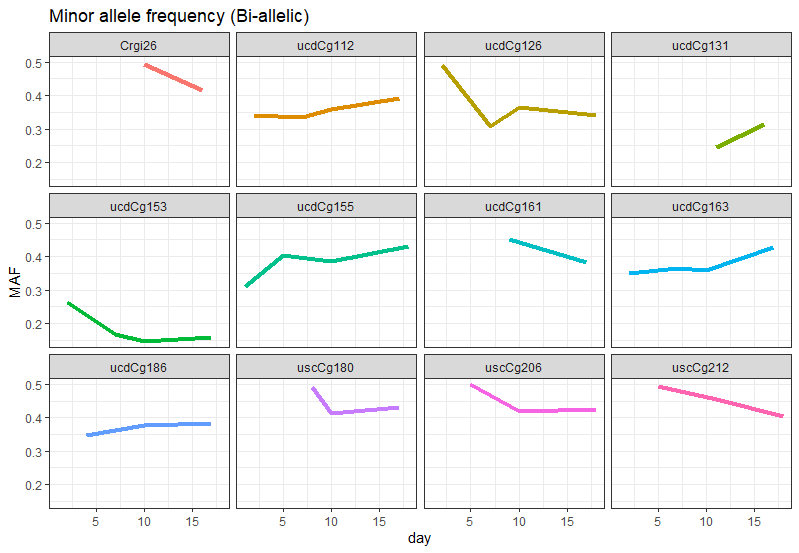 Minor allele frequency (Bi-allelic)
Crgi26 ucdCg112 ucdCg126 ucdCg131
0.5
0.4
0.3
0.2
ucdCg153 ucdCg155 ucdCg161 ucdCg163
0.5
0.4
0.3
0.2
MAF
ucdCg186 uscCg180 uscCg206 uscCg212
0.5
0.4
0.3
0.2
5 10 15 5 10 15 5 10 15 5 10 15
day